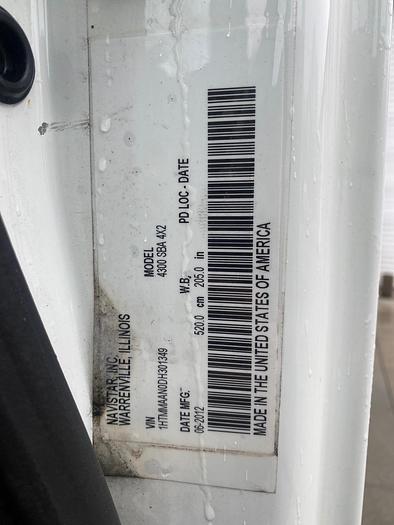 NAVISTAR, INC.
WARRENVILLE, ILLINOIS
VIN MODEL
1HTMMAAN0DH301349 4300 SBA 4X2
DATE MFG. W.B. PD LOC - DATE
06-2012 520.0 cm 205.0 in
MADE IN THE UNITED STATES OF AMERICA